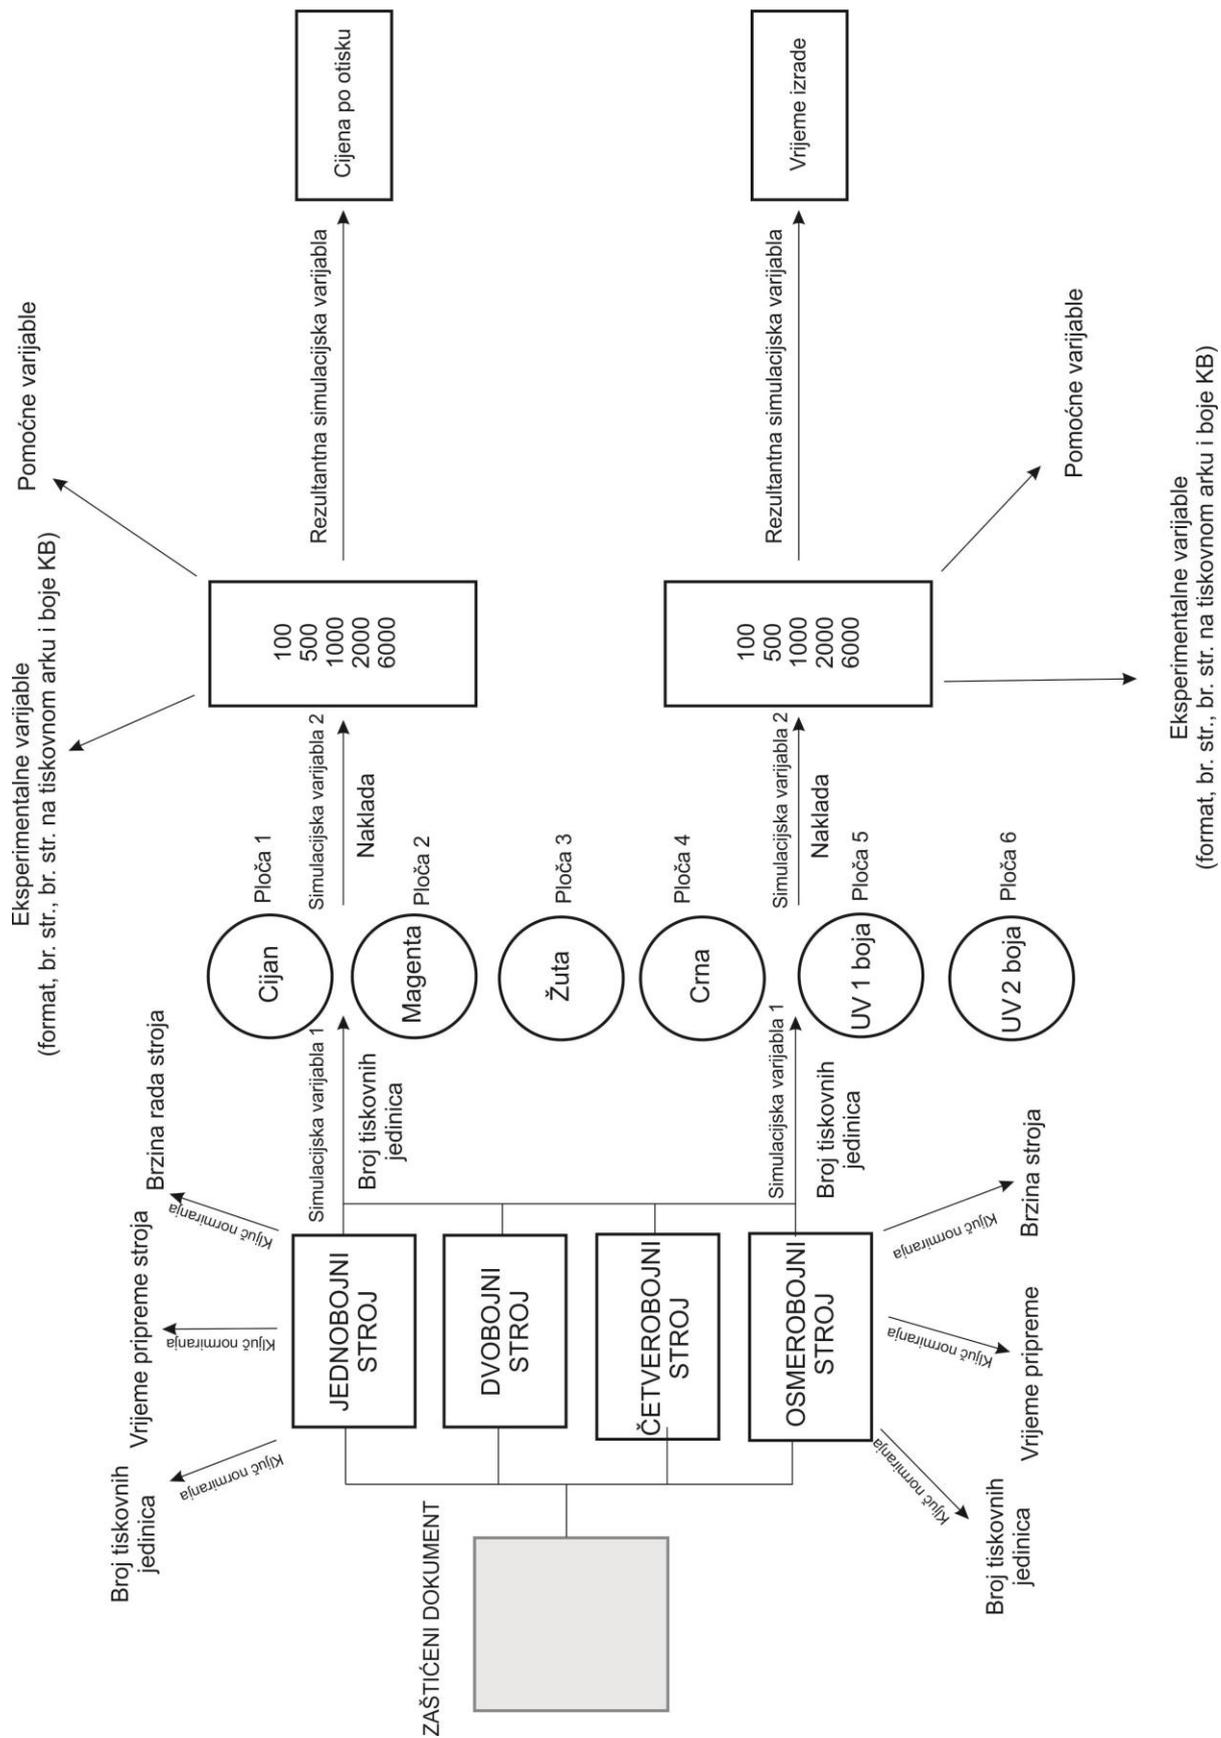 ZAŠTIĆENI DOKUMENT
Broj tiskovnih
jedinica
Ključ normiranja
Vrijeme pripreme stroja
Ključ normiranja
Brzina rada stroja
Ključ normiranja
JEDNOBOJNI
STROJ
DVOBOJNI
STROJ
ČETVEROBOJNI
STROJ
OSMEROBOJNI
STROJ
Ključ normiranja
Broj tiskovnih
jedinica
Ključ normiranja
Vrijeme pripreme
Ključ normiranja
Brzina stroja
Simulacijska varijabla 1
Broj tiskovnih
jedinica
Simulacijska varijabla 1
Broj tiskovnih
jedinica
Cijan
Ploča 1
Magenta
Ploča 2
Žuta
Ploča 3
Crna
Ploča 4
UV 1 boja
Ploča 5
UV 2 boja
Ploča 6
Simulacijska varijabla 2
Naklada
Simulacijska varijabla 2
Naklada
Eksperimentalne varijable
(format, br. str., br. str. na tiskovnom arku i boje KB)
Pomoćne varijable
100
500
1000
2000
6000
Rezultantna simulacijska varijabla
Cijena po otisku
100
500
1000
2000
6000
Rezultantna simulacijska varijabla
Vrijeme izrade
Pomoćne varijable
Eksperimentalne varijable
(format, br. str., br. str. na tiskovnom arku i boje KB)